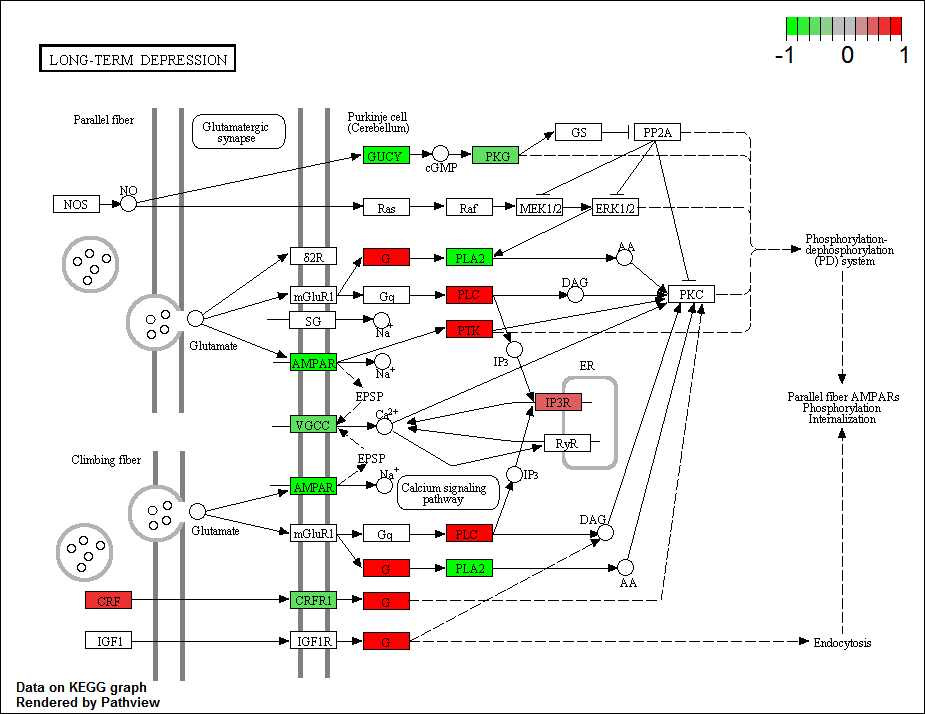 -1 0 1
LONG-TERM DEPRESSION
Parallel fiber
Glutamatergic
synapse
Purkinje cell
(Cerebellum)
GS
PP2A
GUCY
cGMP
PKG
NOS
NO
Ras
Raf
MEK1/2
ERK1/2
δ2R
G
PLA2
AA
Phosphorylation-
dephosphorylation
(PD) system
mGluR1
Gq
PLC
DAG
PKC
SG
Na+
PTK
Glutamate
AMPAR
Na+
IP3
ER
EPSP
IP3R
Parallel fiber AMPARs
Phosphorylation
Internalization
VGCC
Ca2+
RyR
Climbing fiber
EPSP
Na+
IP3
AMPAR
Calcium signaling
pathway
Glutamate
mGluR1
Gq
PLC
DAG
G
PLA2
AA
CRF
CRFR1
G
IGF1
IGF1R
G
Endocytosis
Data on KEGG graph
Rendered by Pathview